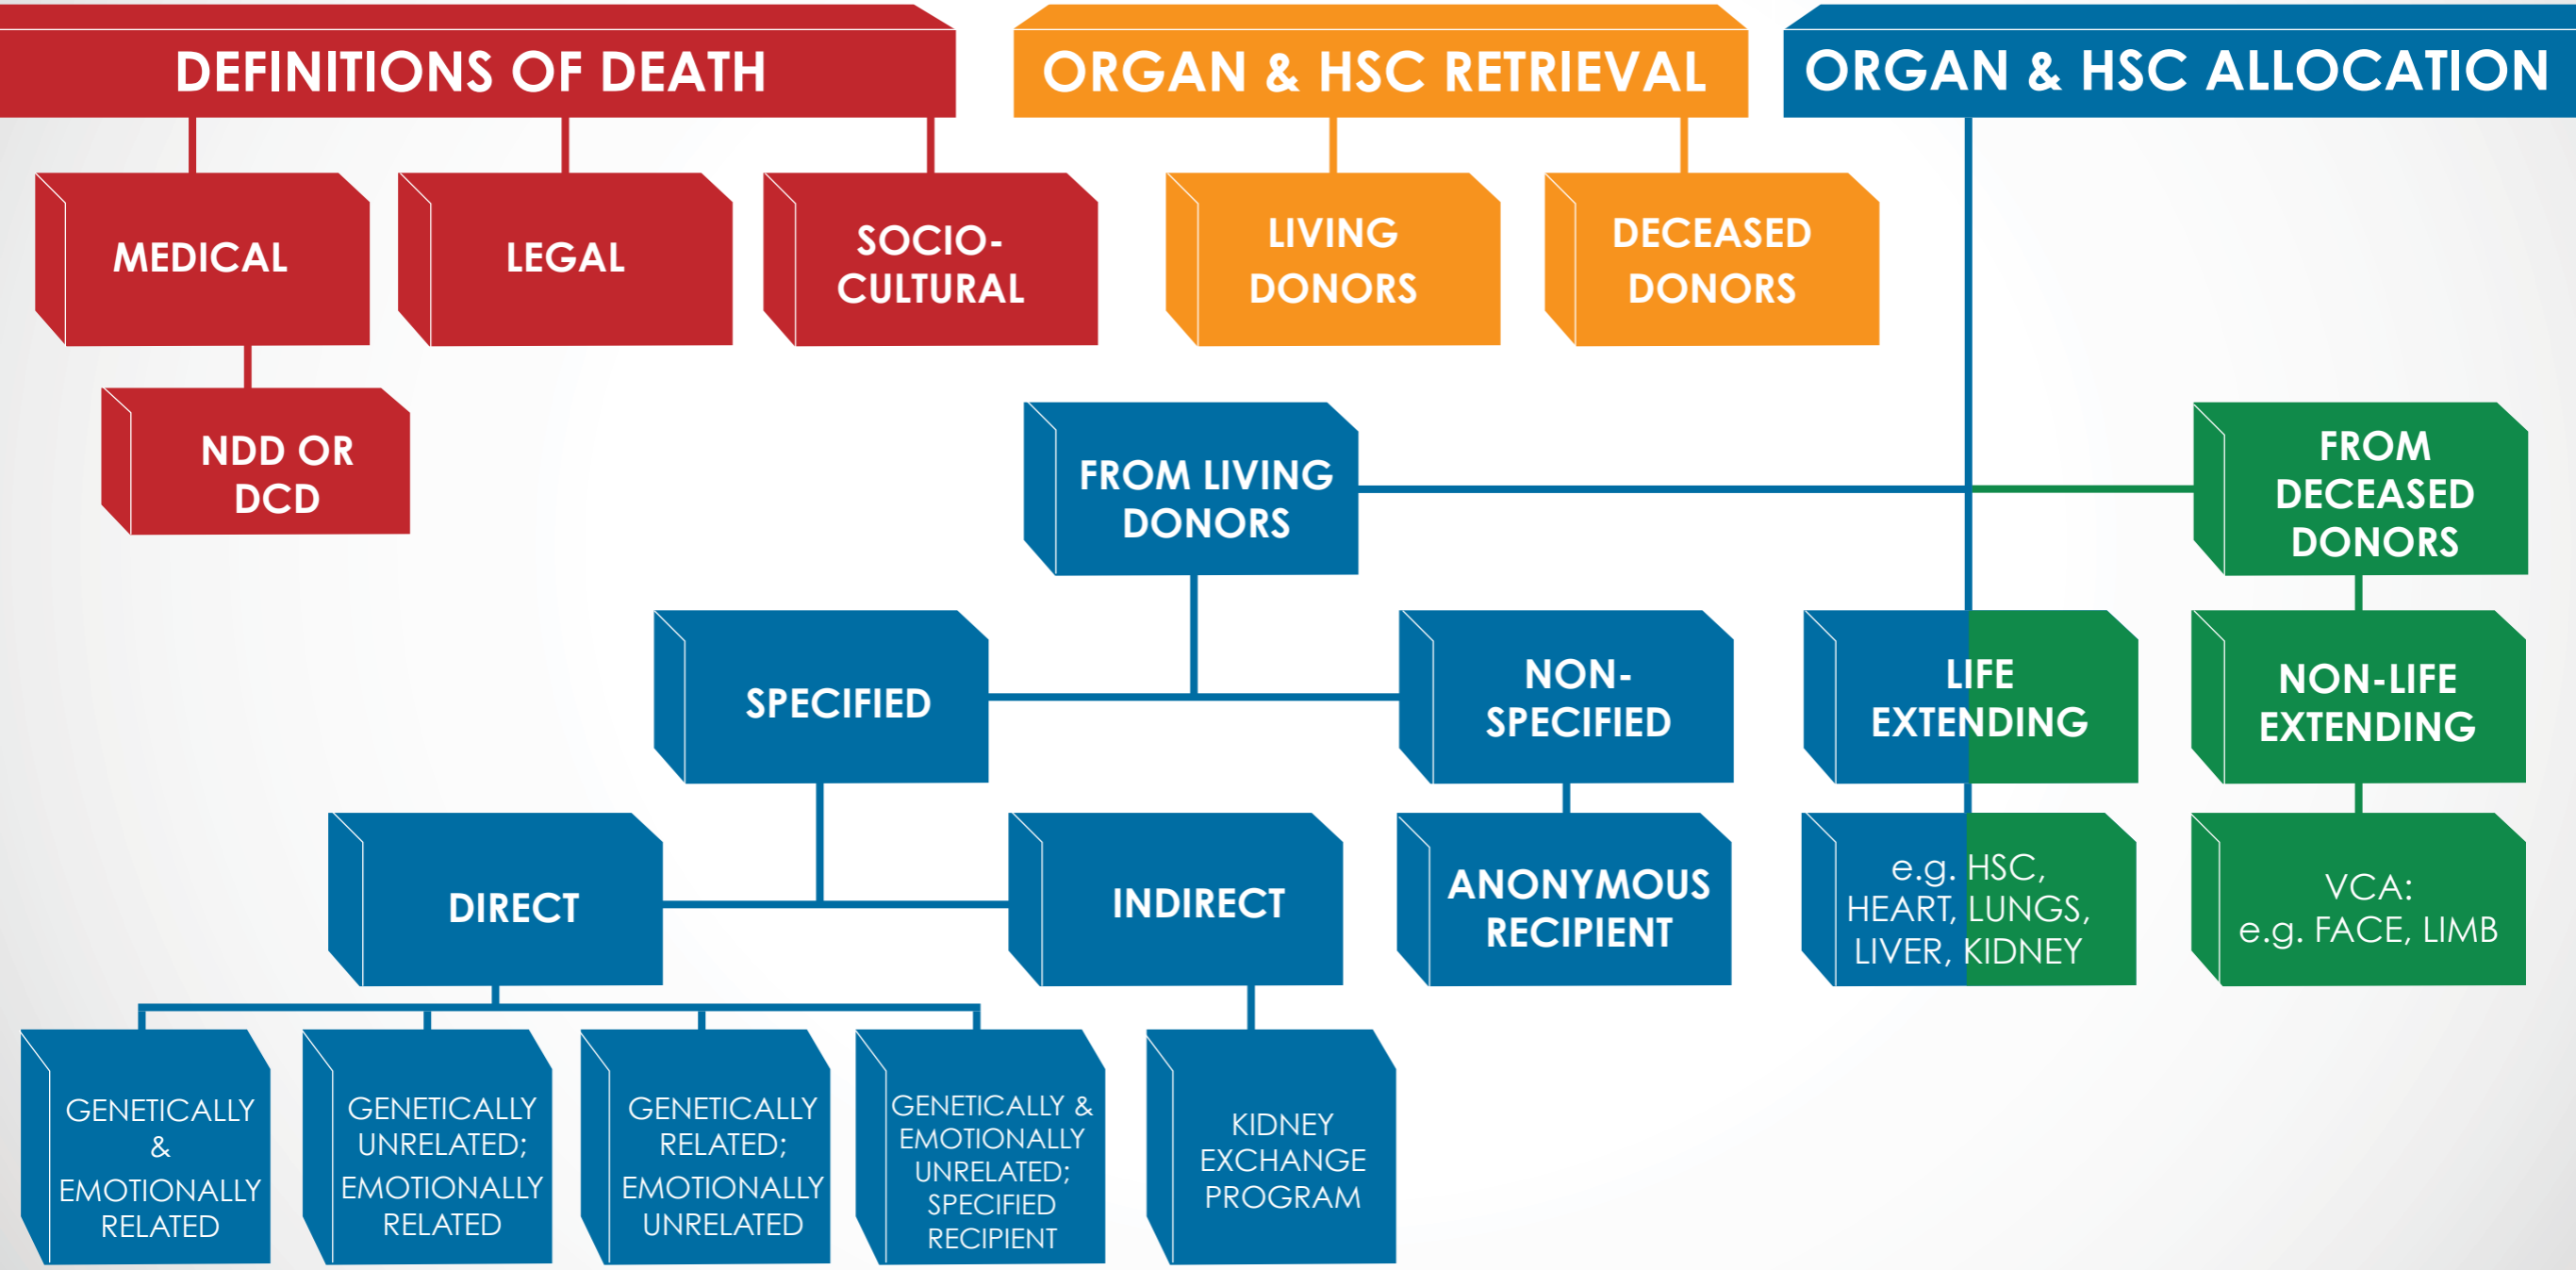 DEFINITIONS OF DEATH
ORGAN & HSC RETRIEVAL
ORGAN & HSC ALLOCATION
MEDICAL
LEGAL
SOCIO-
CULTURAL
LIVING
DONORS
DECEASED
DONORS
NDD OR
DCD
FROM LIVING
DONORS
FROM
DECEASED
DONORS
SPECIFIED
NON-
SPECIFIED
LIFE
EXTENDING
NON-LIFE
EXTENDING
DIRECT
INDIRECT
ANONYMOUS
RECIPIENT
e.g. HSC,
HEART, LUNGS,
LIVER, KIDNEY
VCA:
e.g. FACE, LIMB
GENETICALLY
&
EMOTIONALLY
RELATED
GENETICALLY
UNRELATED;
EMOTIONALLY
RELATED
GENETICALLY
RELATED;
EMOTIONALLY
UNRELATED
GENETICALLY &
EMOTIONALLY
UNRELATED;
SPECIFIED
RECIPIENT
KIDNEY
EXCHANGE
PROGRAM